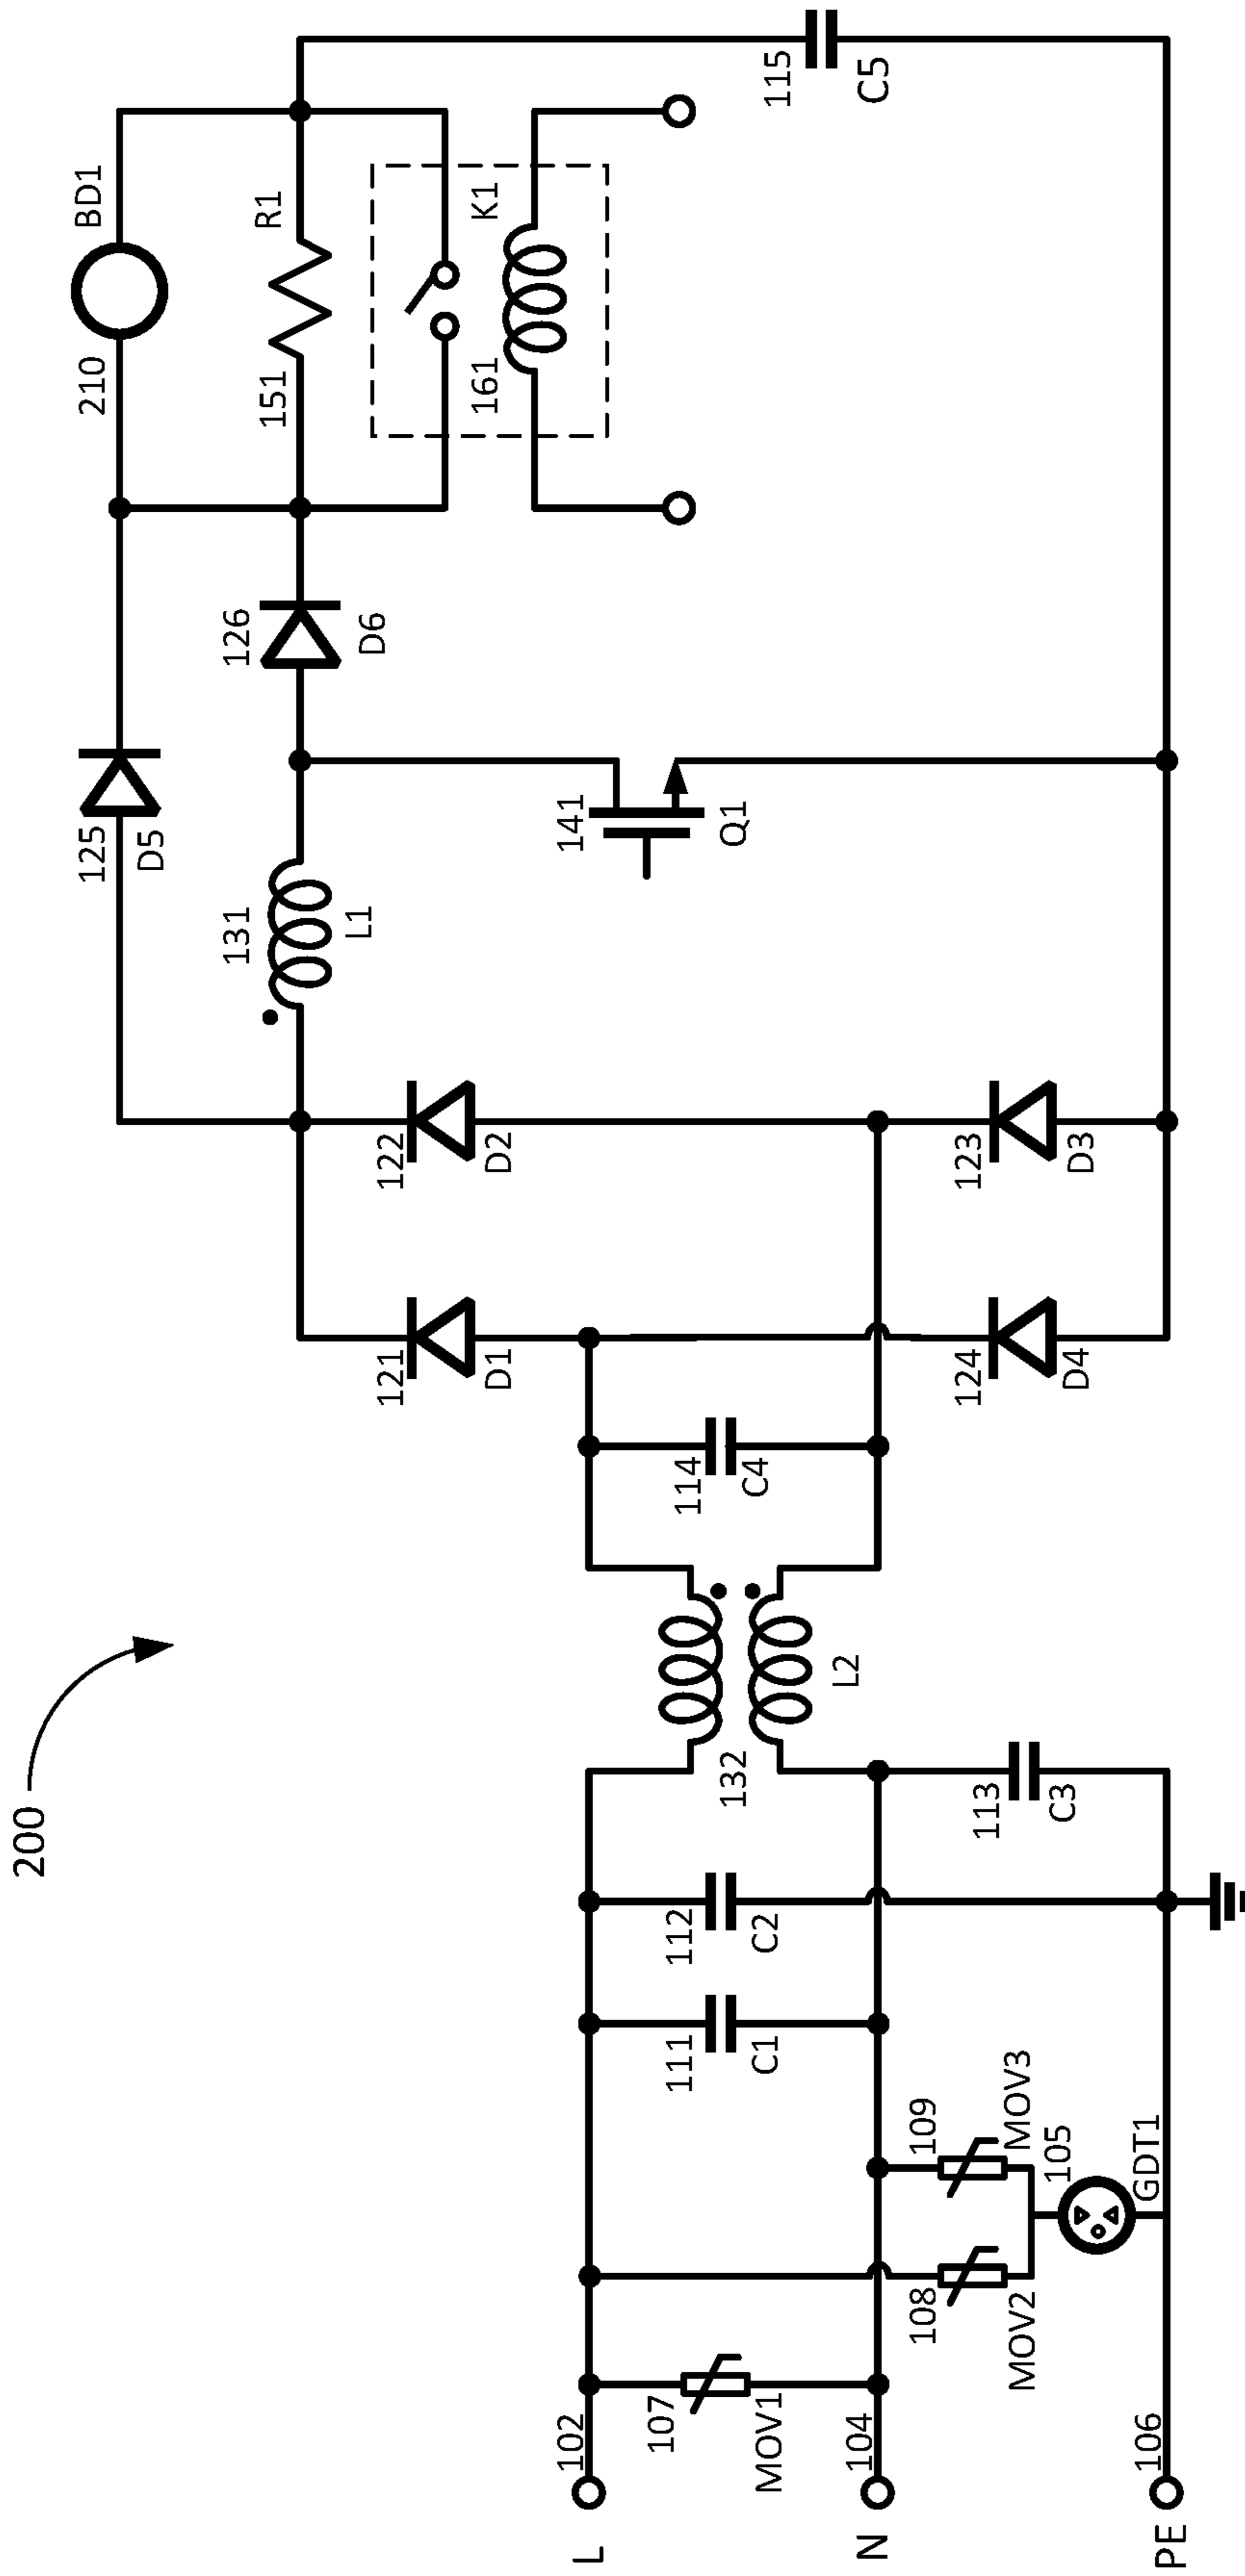 200
L
102
107
MOV1
N
104
108
MOV2
109
MOV3
105
GDT1
PE
106
111
C1
112
C2
113
C3
132
L2
114
C4
121
D1
122
D2
124
D4
123
D3
131
L1
125
D5
141
Q1
126
D6
210
BD1
151
R1
161
K1
115
C5